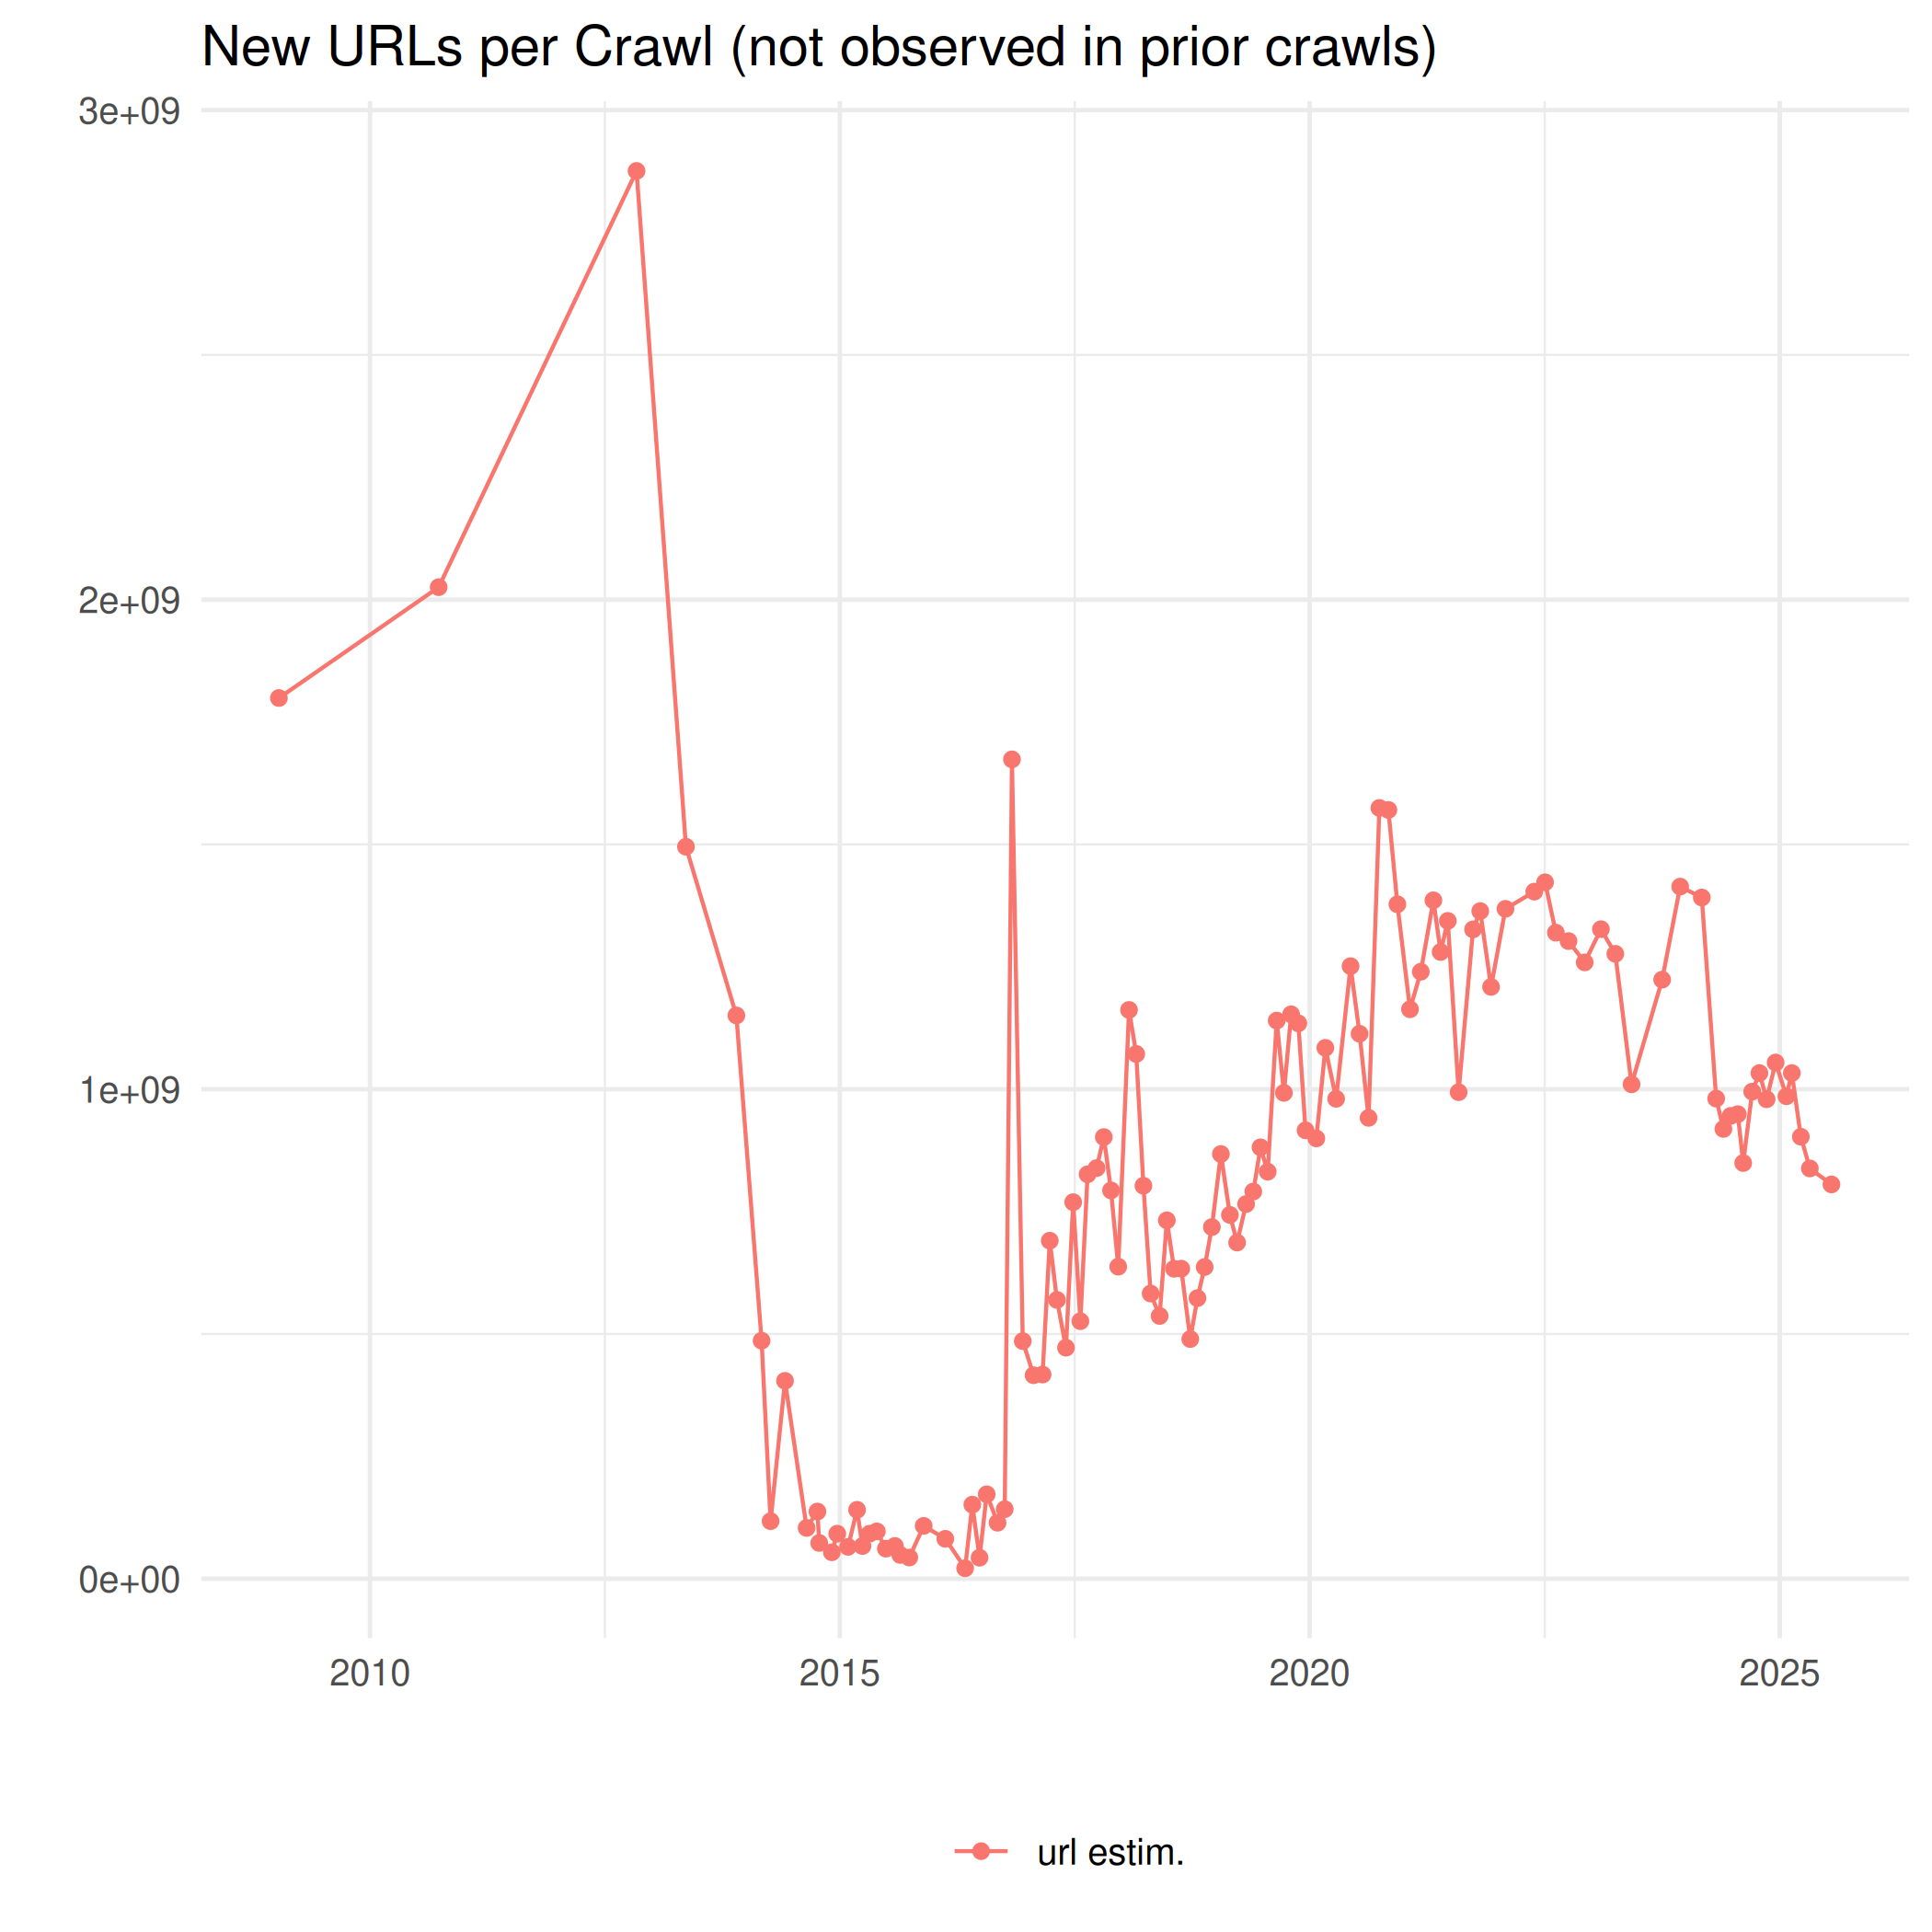 New URLs per Crawl (not observed in prior crawls)
3e+09
2e+09
1e+09
0e+00
2010 2015 2020 2025
url estim.